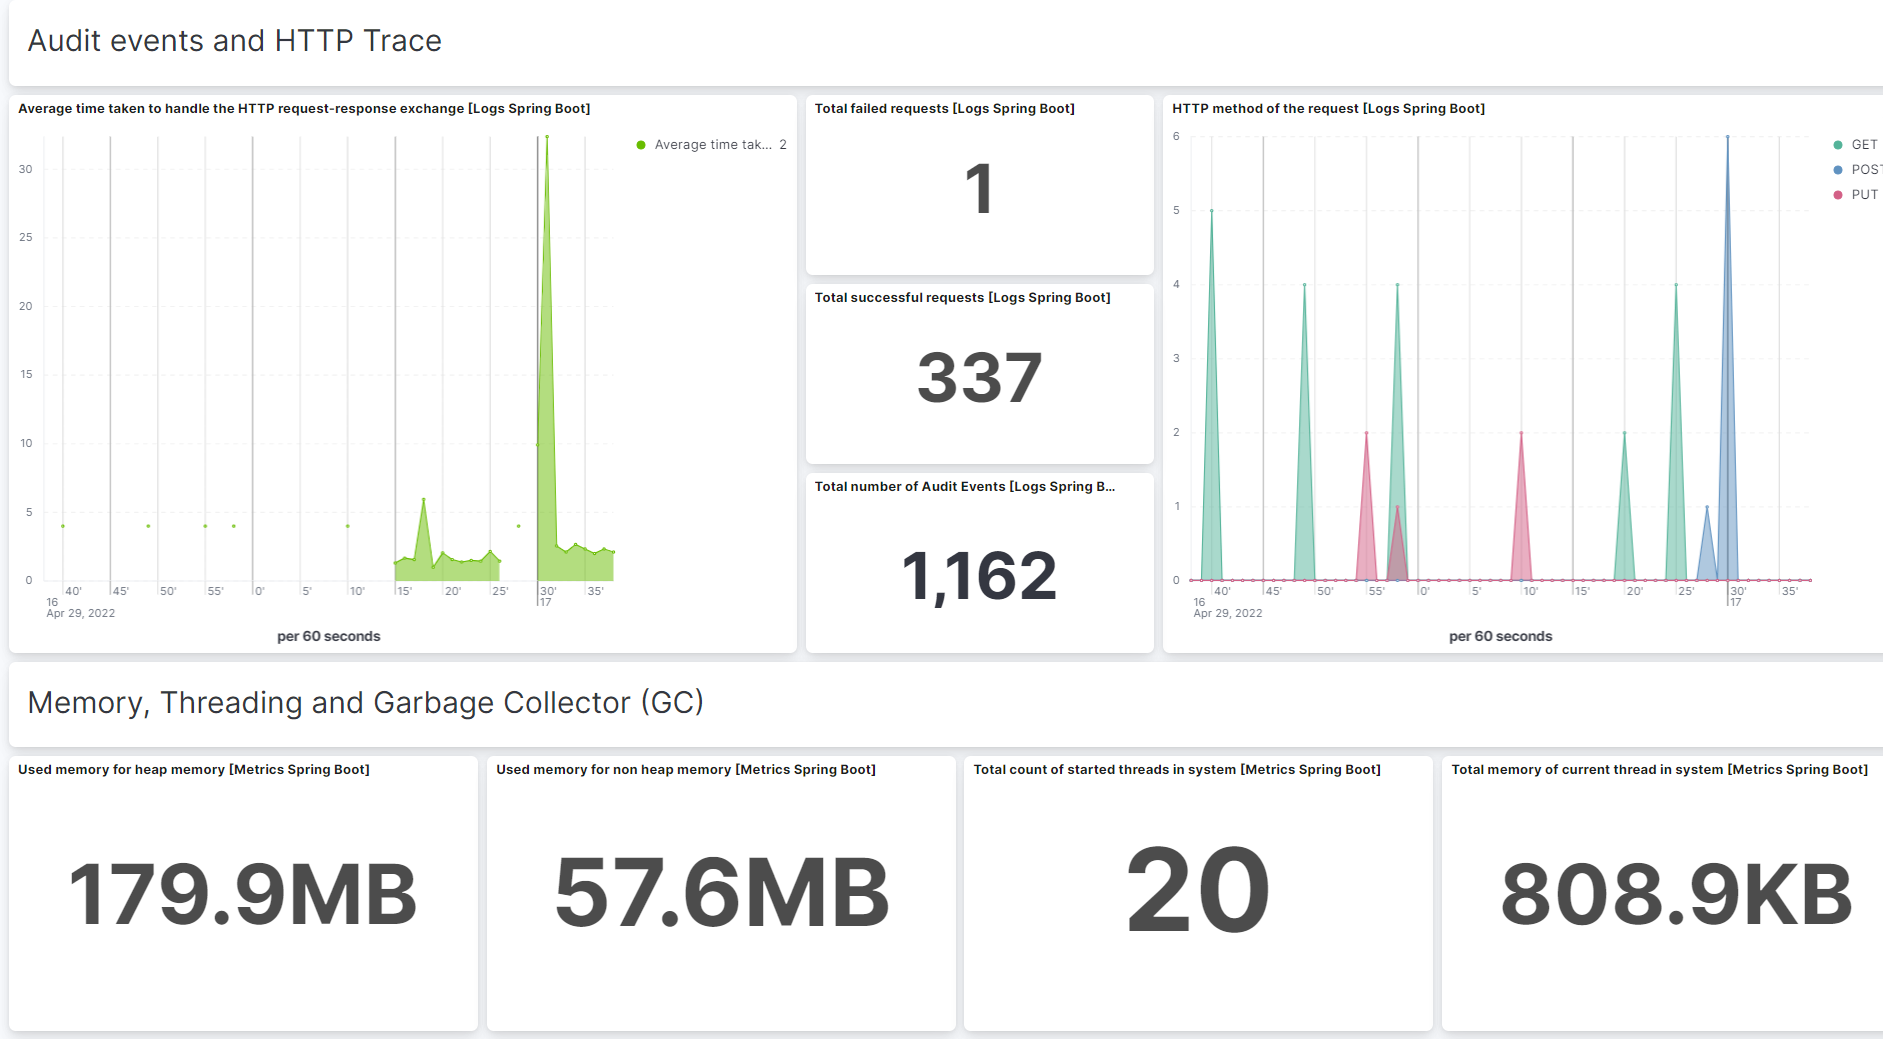 Audit events and HTTP Trace
Average time taken to handle the HTTP request-response exchange [Logs Spring Boot]
30
25
20
15
10
5
0
40'
45'
50'
55'
0'
5'
10'
15'
20'
25'
30'
35'
16
17
Apr 29, 2022
per 60 seconds
Average time tak... 2
Total failed requests [Logs Spring Boot]
1
Total successful requests [Logs Spring Boot]
337
Total number of Audit Events [Logs Spring B...
1,162
HTTP method of the request [Logs Spring Boot]
6
5
4
3
2
1
0
40'
45'
50'
55'
0'
5'
10'
15'
20'
25'
30'
35'
16
17
Apr 29, 2022
per 60 seconds
GET
POST
PUT
Memory, Threading and Garbage Collector (GC)
Used memory for heap memory [Metrics Spring Boot]
179.9MB
Used memory for non heap memory [Metrics Spring Boot]
57.6MB
Total count of started threads in system [Metrics Spring Boot]
20
Total memory of current thread in system [Metrics Spring Boot]
808.9KB